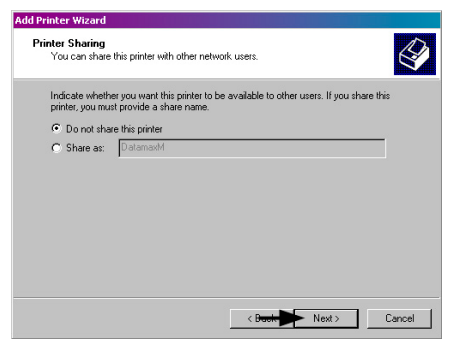 Add Printer Wizard
Printer Sharing
You can share this printer with other network users.
Indicate whether you want this printer to be available to other users. If you share this
printer, you must provide a share name.
Do not share this printer
Share as: DatamaxM
< Back Next > Cancel